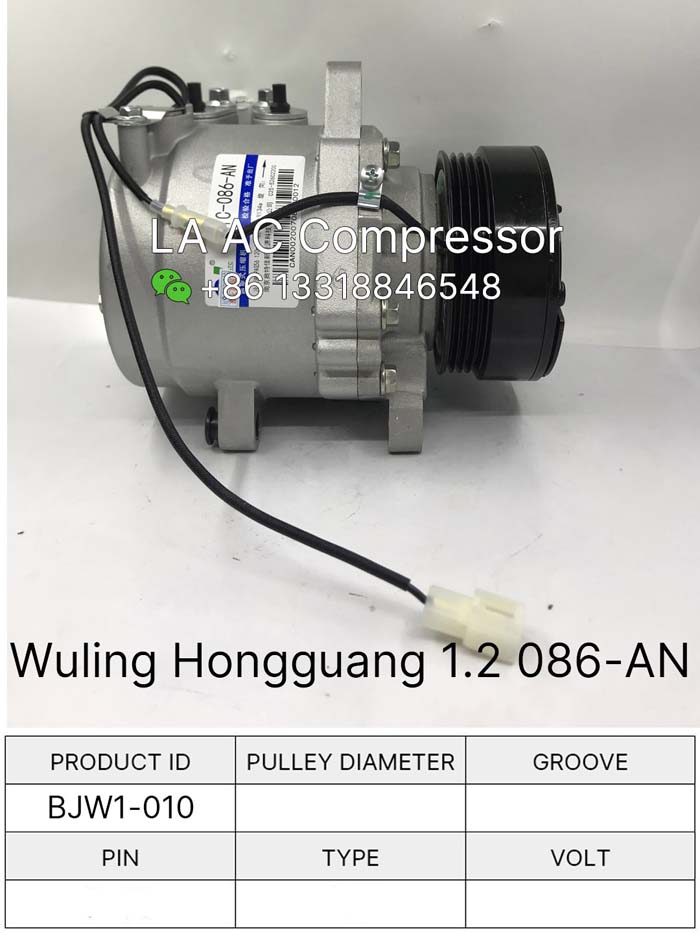 C-086-AN
LA AC Compressor
+86 13318846548
Wuling Hongguang 1.2 086-AN
PRODUCT ID PULLEY DIAMETER GROOVE
BJW1-010
PIN TYPE VOLT